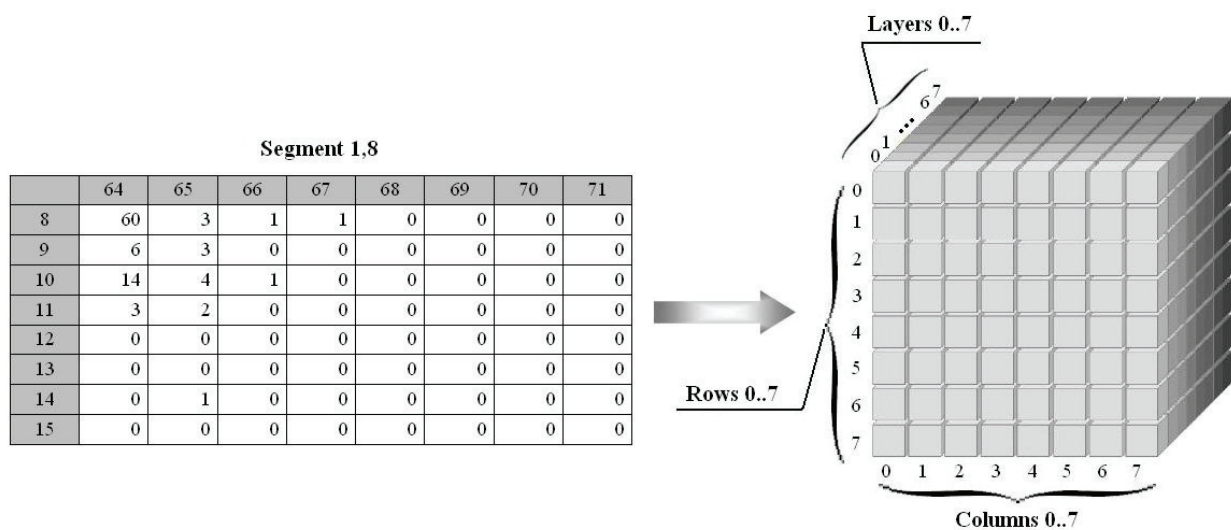 Segment 1,8
64 65 66 67 68 69 70 71
8 60 3 1 1 0 0 0 0
9 6 3 0 0 0 0 0 0
10 14 4 1 0 0 0 0 0
11 3 2 0 0 0 0 0 0
12 0 0 0 0 0 0 0 0
13 0 0 0 0 0 0 0 0
14 0 1 0 0 0 0 0 0
15 0 0 0 0 0 0 0 0
Layers 0..7
0 1 ... 6 7
0
1
2
3
4
5
6
7
Rows 0..7
0 1 2 3 4 5 6 7
Columns 0..7